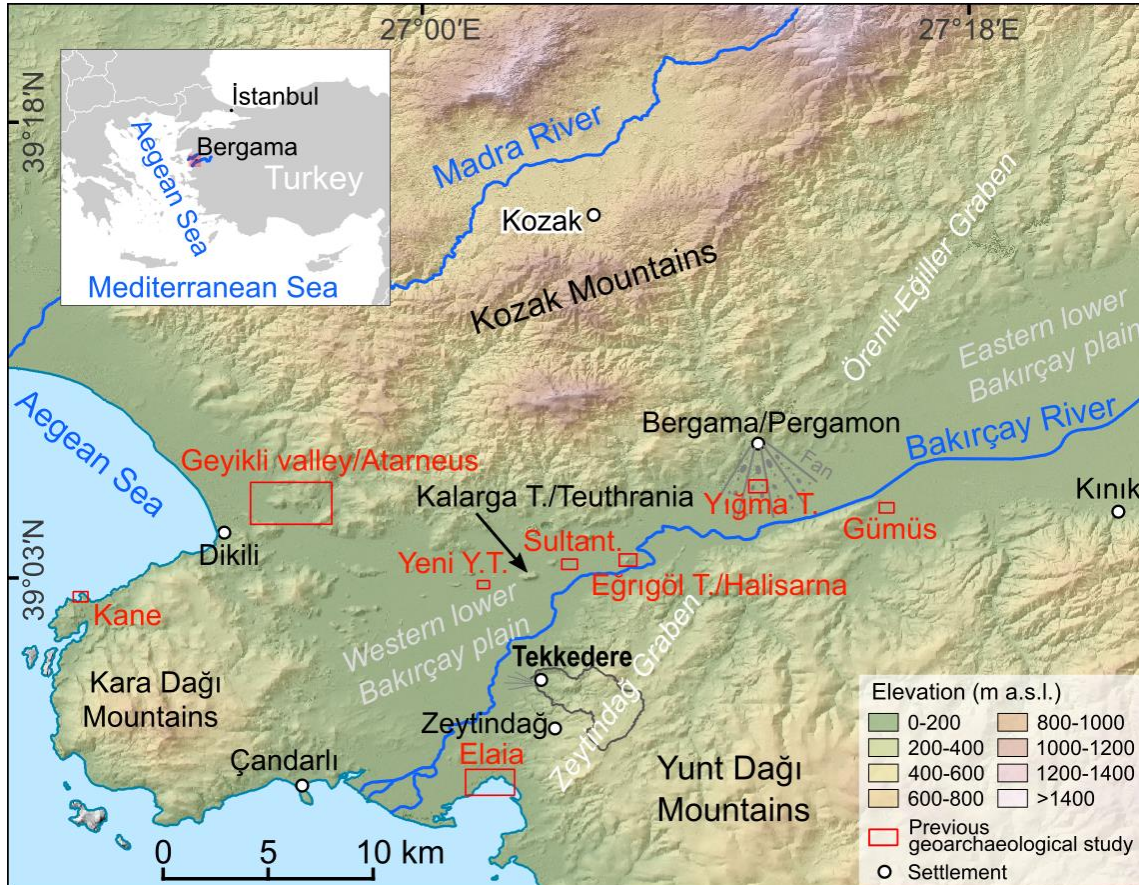 27°00′E
27°18′E
39°18′N
39°03′N
İstanbul
Bergama
Turkey
Aegean Sea
Mediterranean Sea
Madra River
Kozak
Kozak Mountains
Örenli-Eğiller Graben
Eastern lower
Bakırçay plain
Bakırçay River
Bergama/Pergamon
Fan
Yığma T.
Gümüs
Kınık
Aegean Sea
Geyikli valley/Atarneus
Kalarga T./Teuthrania
Dikili
Yeni Y.T.
Sultant.
Eğrıgöl T./Halisarna
Kane
Western lower
Bakırçay plain
Tekkedere
Zeytindağ Graben
Kara Dağı
Mountains
Zeytindağ
Çandarlı
Elaia
Yunt Dağı
Mountains
0 5 10 km
Elevation (m a.s.l.)
0-200 800-1000
200-400 1000-1200
400-600 1200-1400
600-800 >1400
Previous
geoarchaeological study
Settlement